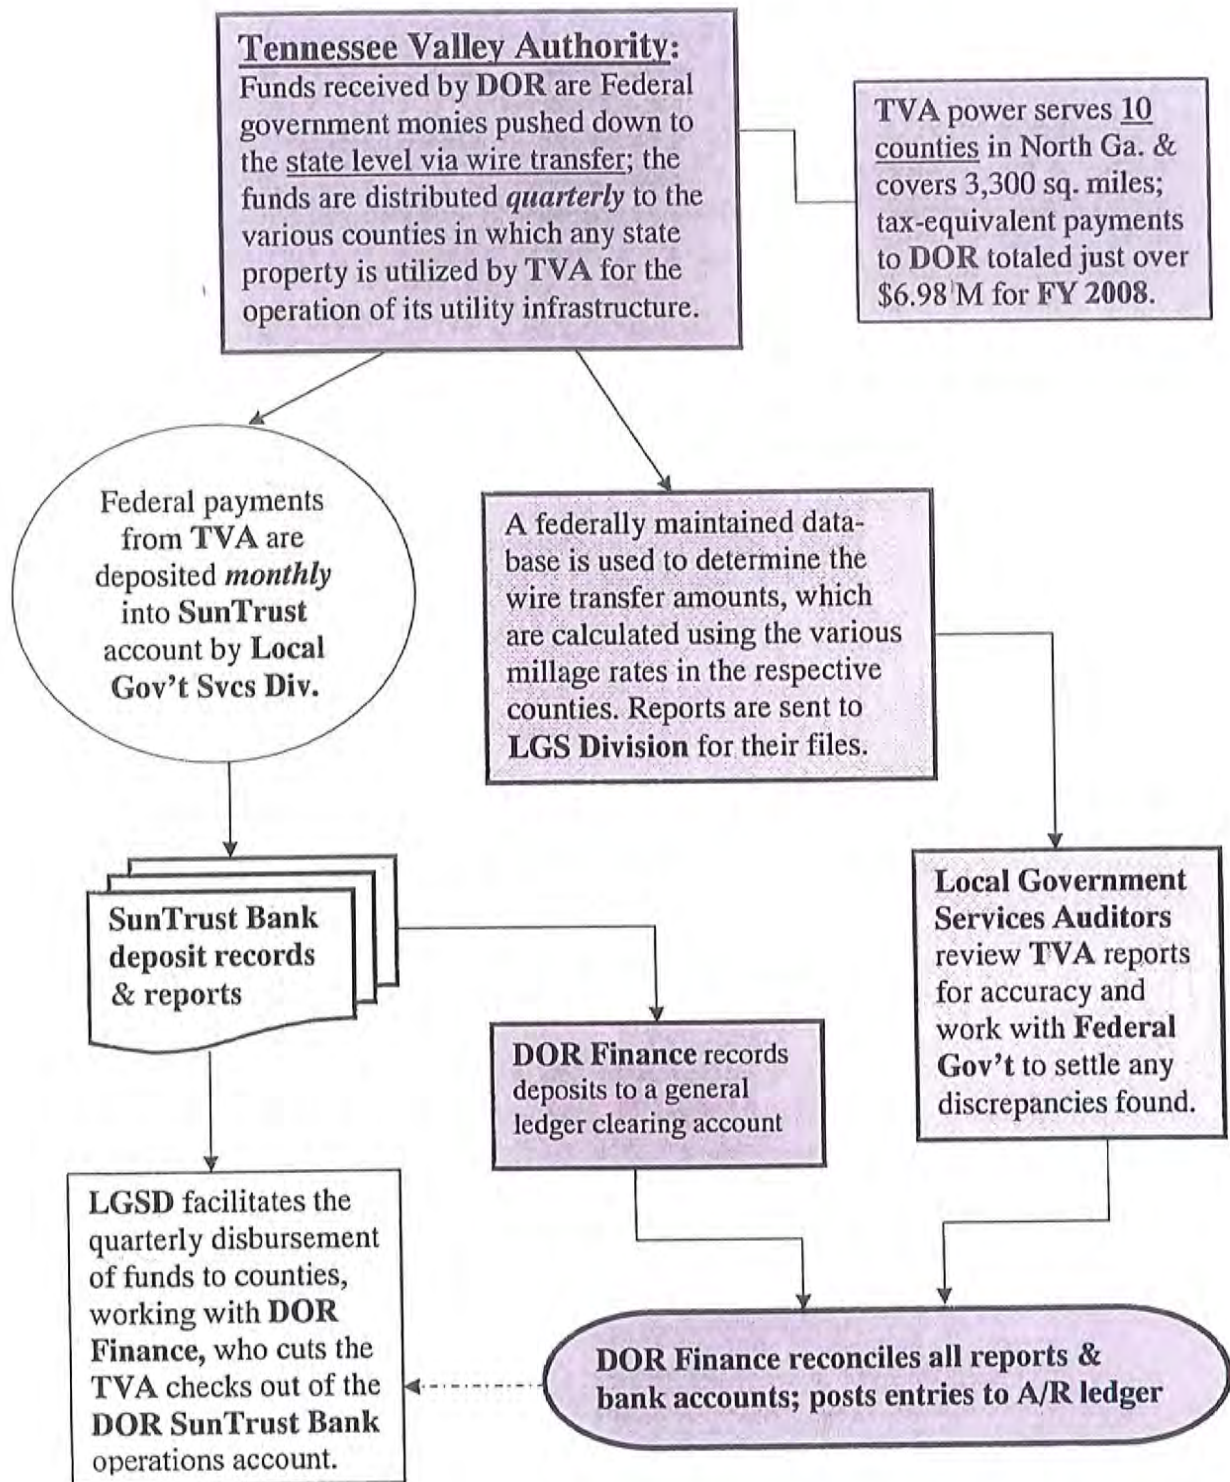 Tennessee Valley Authority:
Funds received by DOR are Federal
government monies pushed down to
the state level via wire transfer; the
funds are distributed quarterly to the
various counties in which any state
property is utilized by TVA for the
operation of its utility infrastructure.
TVA power serves 10
counties in North Ga. &
covers 3,300 sq. miles;
tax-equivalent payments
to DOR totaled just over
$6.98 M for FY 2008.
Federal payments
from TVA are
deposited monthly
into SunTrust
account by Local
Gov't Svcs Div.
A federally maintained data-
base is used to determine the
wire transfer amounts, which
are calculated using the various
millage rates in the respective
counties. Reports are sent to
LGS Division for their files.
SunTrust Bank
deposit records
& reports
DOR Finance records
deposits to a general
ledger clearing account
Local Government
Services Auditors
review TVA reports
for accuracy and
work with Federal
Gov't to settle any
discrepancies found.
LGSD facilitates the
quarterly disbursement
of funds to counties,
working with DOR
Finance, who cuts the
TVA checks out of the
DOR SunTrust Bank
operations account.
DOR Finance reconciles all reports &
bank accounts; posts entries to A/R ledger